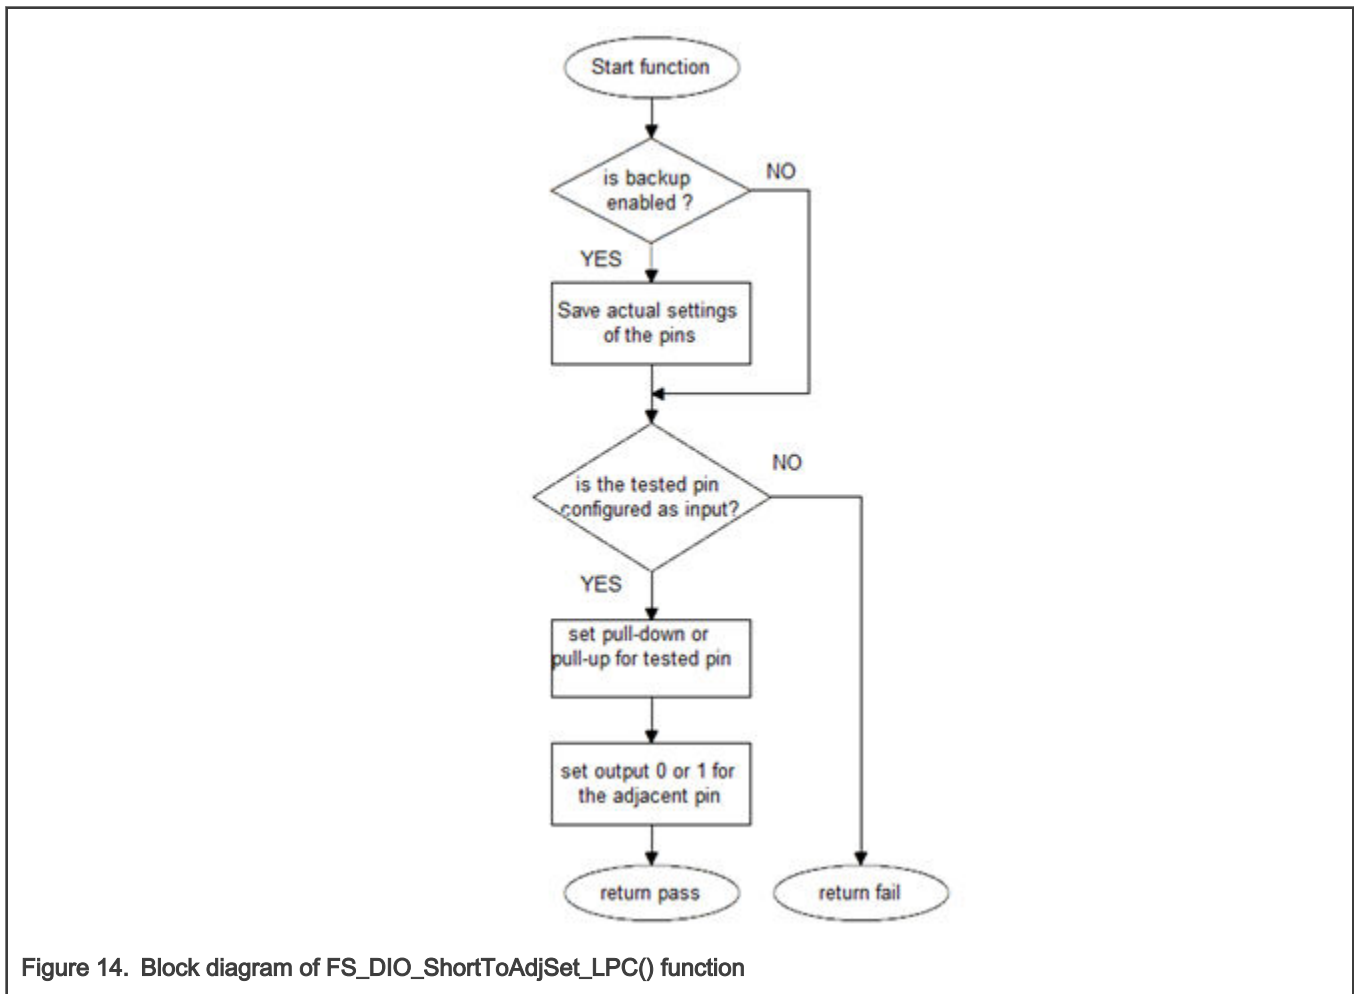 Start function
is backup
enabled ?
NO
YES
Save actual settings
of the pins
is the tested pin
configured as input?
NO
YES
set pull-down or
pull-up for tested pin
set output 0 or 1 for
the adjacent pin
return pass
return fail
Figure 14. Block diagram of FS_DIO_ShortToAdjSet_LPC() function